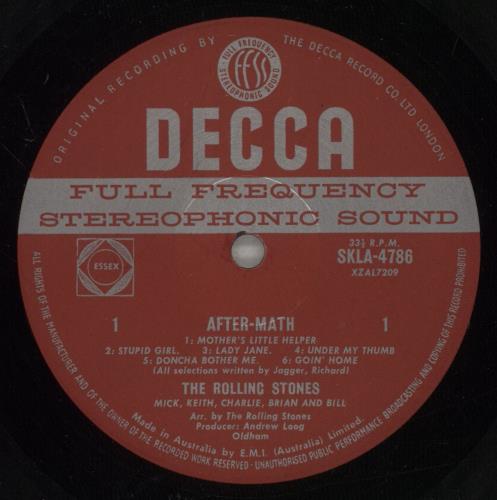 ORIGINAL RECORDING BY THE DECCA RECORD CO. LTD LONDON
FULL FREQUENCY
FFSS
STEREOPHONIC SOUND
DECCA
FULL FREQUENCY
STEREOPHONIC SOUND
33⅓ R.P.M.
SKLA-4786
XZAL7209
ESSEX
1 AFTER-MATH 1
1: MOTHER'S LITTLE HELPER
2: STUPID GIRL. 3: LADY JANE. 4: UNDER MY THUMB
5: DONCHA BOTHER ME. 6: GOIN' HOME
(All selections written by Jagger, Richard)
THE ROLLING STONES
MICK, KEITH, CHARLIE, BRIAN AND BILL
Arr. by The Rolling Stones
Producer: Andrew Loog
Oldham
Made in Australia by E.M.I. (Australia) Limited.
ALL RIGHTS OF THE MANUFACTURER AND OF THE OWNER OF THE RECORDED WORK RESERVED · UNAUTHORISED PUBLIC PERFORMANCE BROADCASTING AND COPYING OF THIS RECORD PROHIBITED